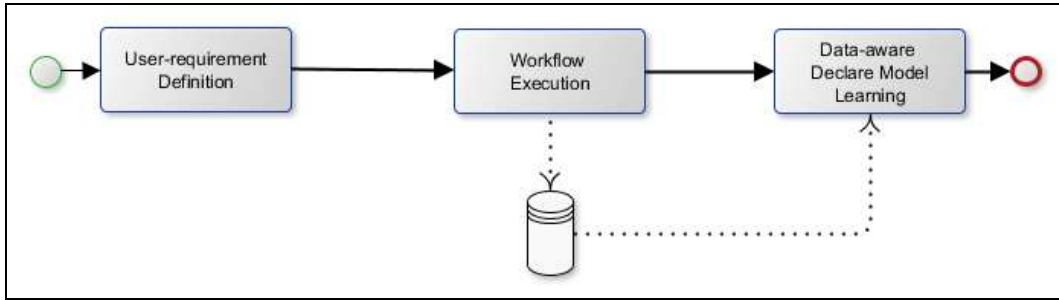 User-requirement
Definition
Workflow
Execution
Data-aware
Declare Model
Learning